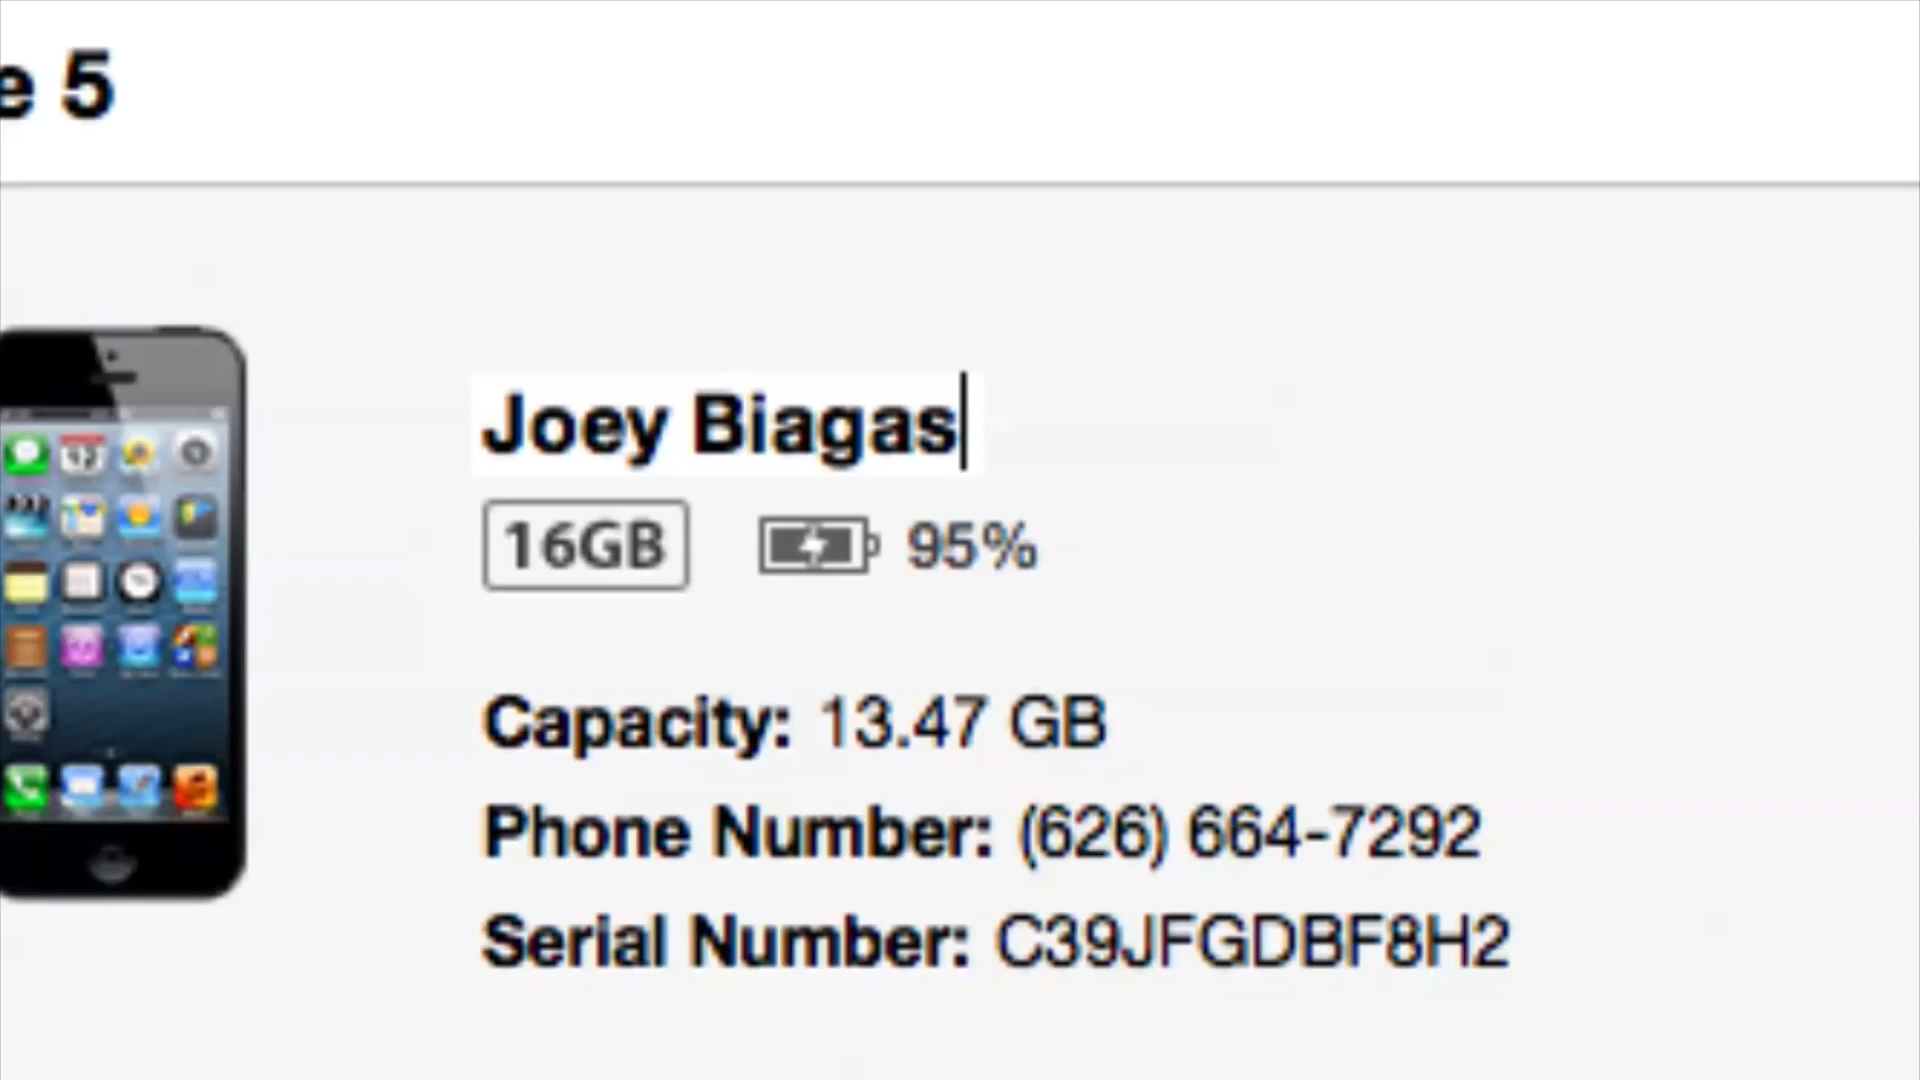 e 5
Joey Biagas
16GB 95%
Capacity: 13.47 GB
Phone Number: (626) 664-7292
Serial Number: C39JFGDBF8H2